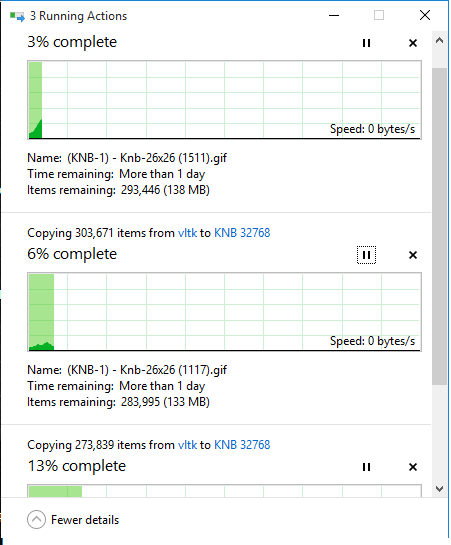 3 Running Actions
3% complete
Speed: 0 bytes/s
Name: (KNB-1) - Knb-26x26 (1511).gif
Time remaining: More than 1 day
Items remaining: 293,446 (138 MB)
Copying 303,671 items from vltk to KNB 32768
6% complete
Speed: 0 bytes/s
Name: (KNB-1) - Knb-26x26 (1117).gif
Time remaining: More than 1 day
Items remaining: 283,995 (133 MB)
Copying 273,839 items from vltk to KNB 32768
13% complete
Fewer details